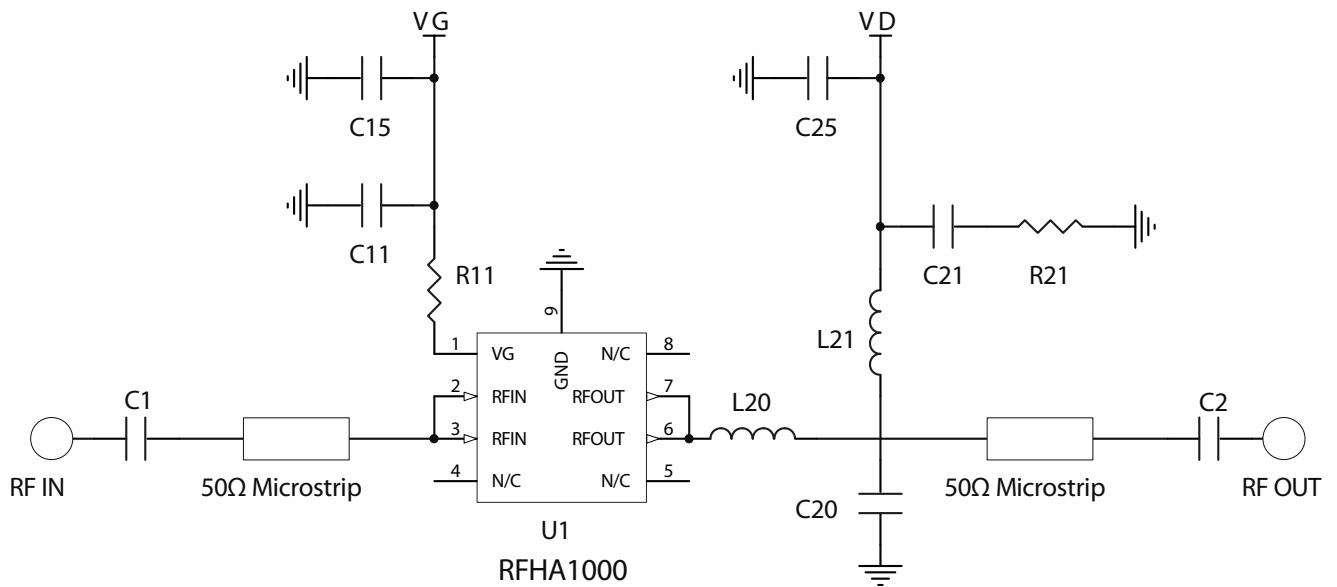 VG
VD
C15
C25
C11
R11
C21
R21
9
L21
1
VG
GND
N/C
8
2
RFIN
RFOUT
7
C1
L20
C2
3
RFIN
RFOUT
6
RF IN
50Ω Microstrip
4
N/C
N/C
5
C20
50Ω Microstrip
RF OUT
U1
RFHA1000